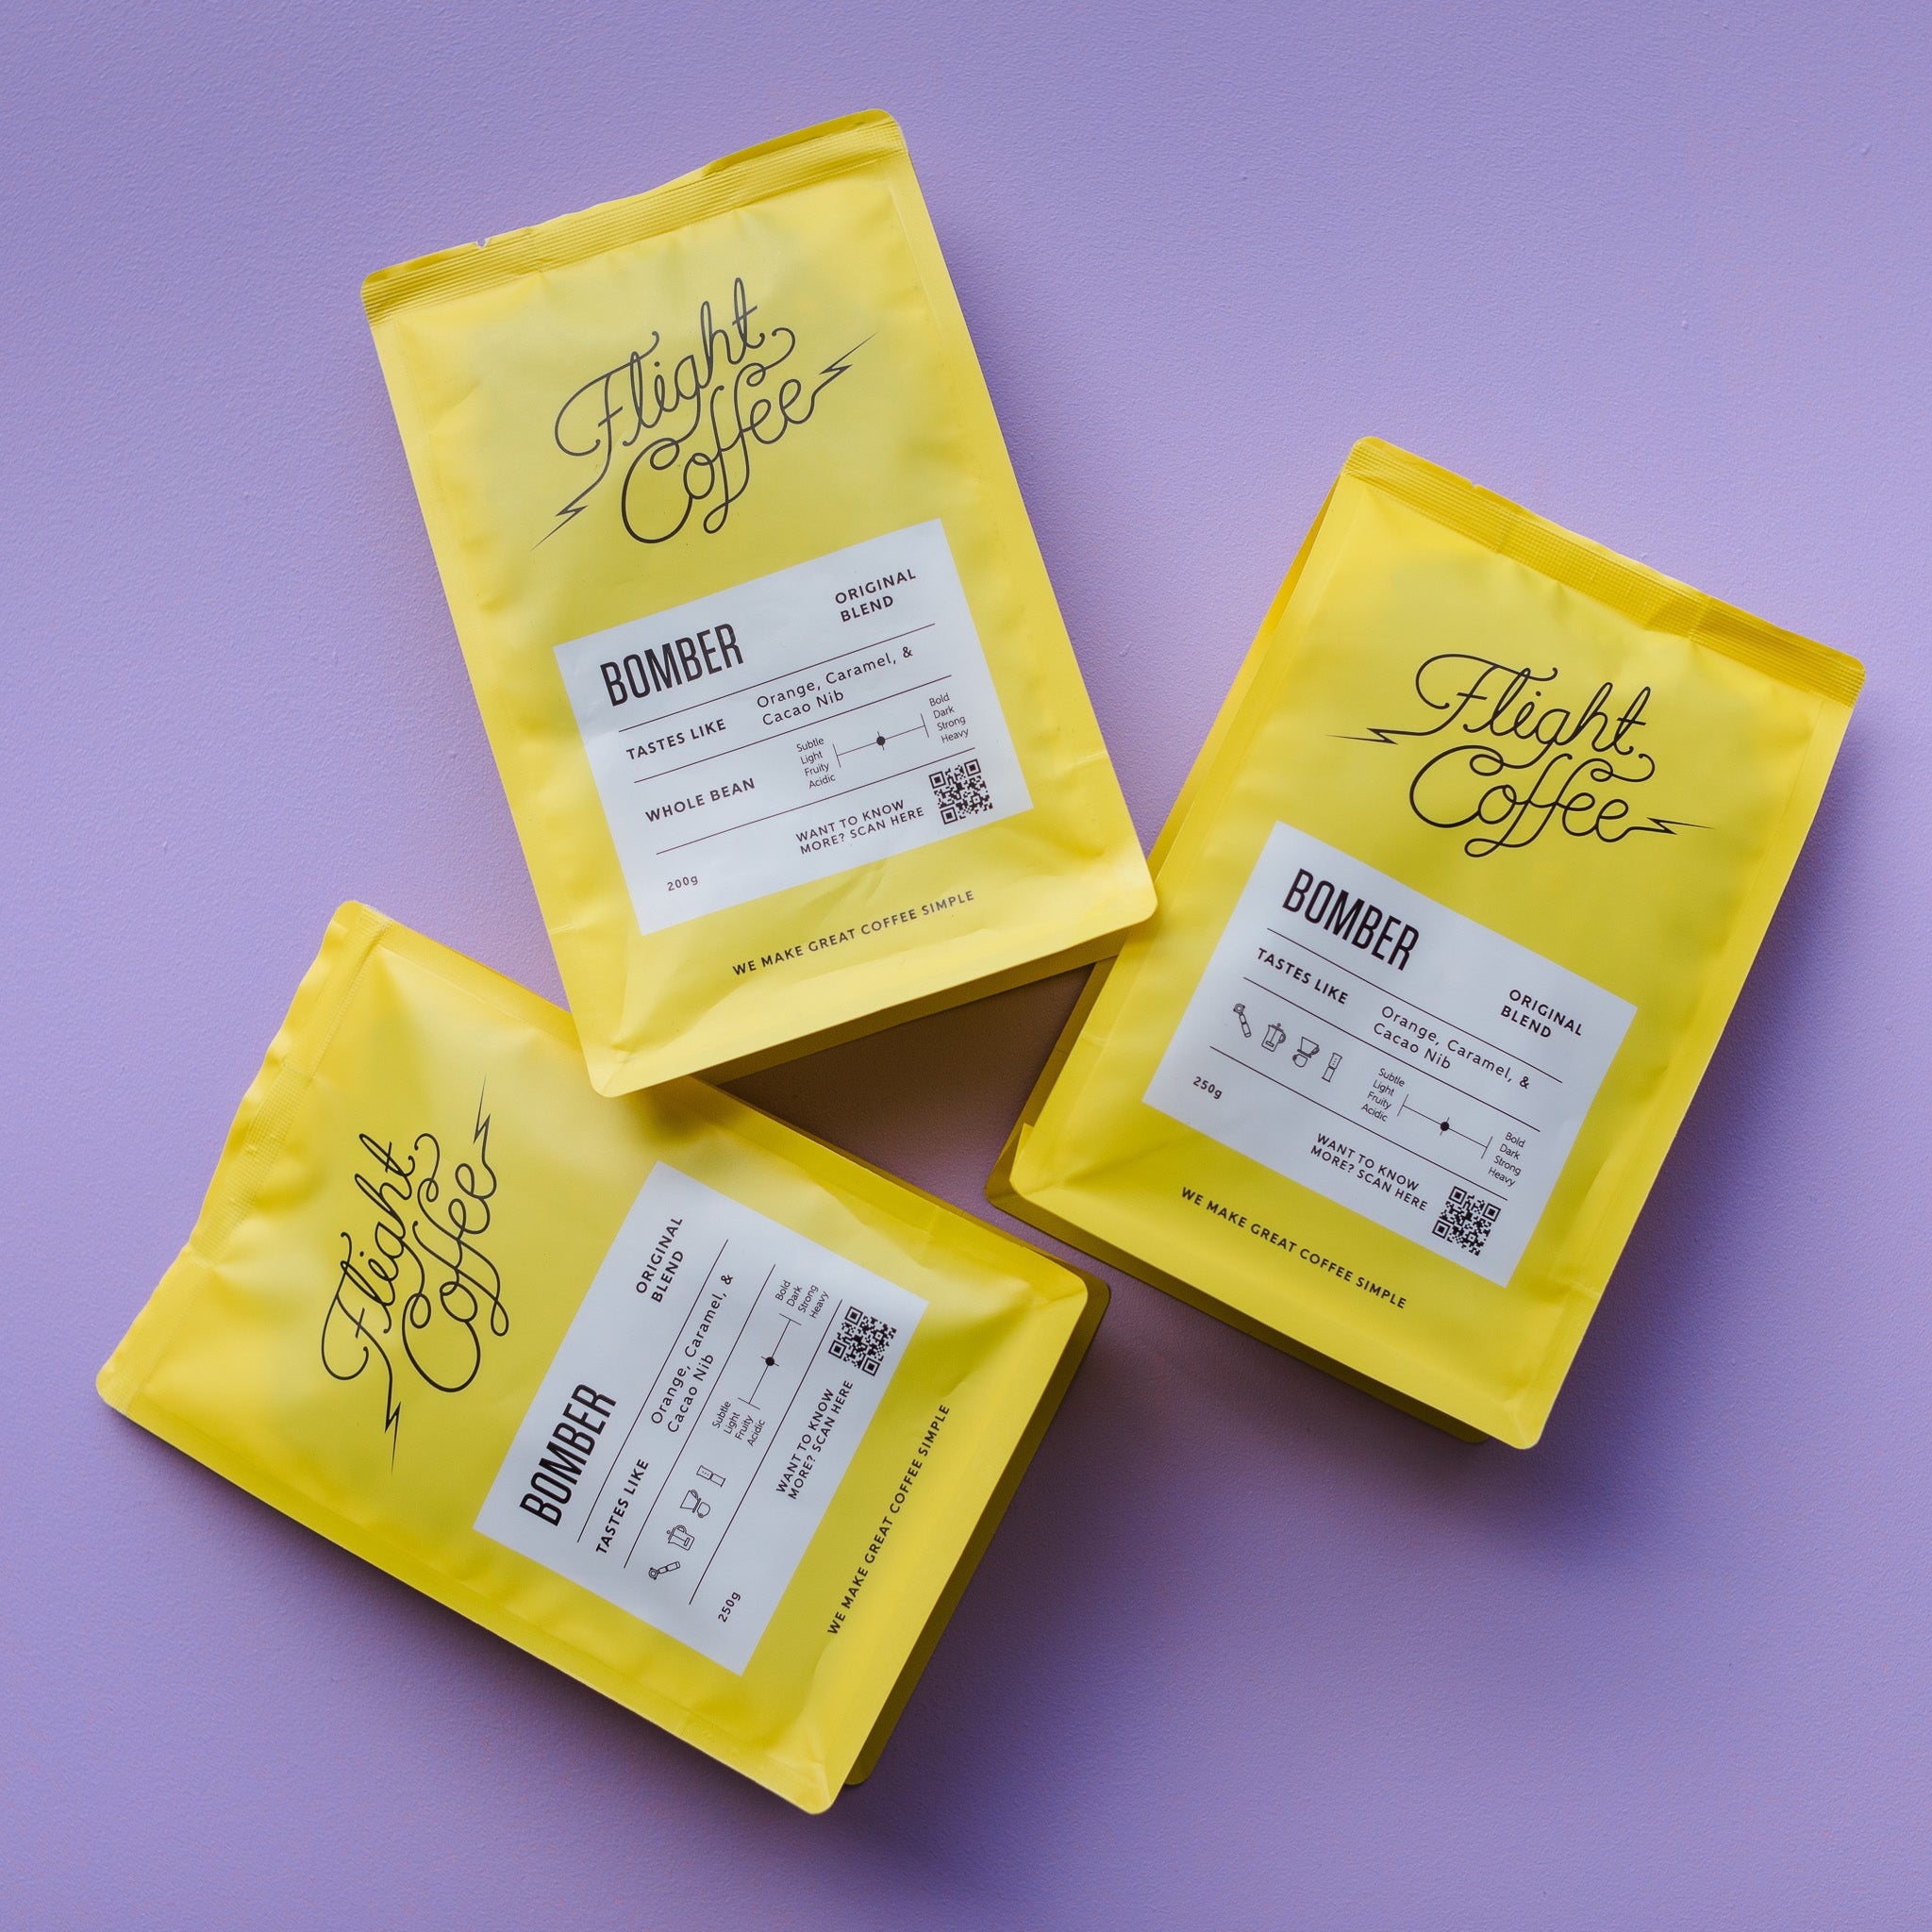 Flight
Coffee
BOMBER
ORIGINAL
BLEND
TASTES LIKE
Orange, Caramel, &
Cacao Nib
WHOLE BEAN
Subtle
Light
Fruity
Acidic
Bold
Dark
Strong
Heavy
200g
WANT TO KNOW
MORE? SCAN HERE
WE MAKE GREAT COFFEE SIMPLE
Flight
Coffee
BOMBER
ORIGINAL
BLEND
TASTES LIKE
Orange, Caramel, &
Cacao Nib
Subtle
Light
Fruity
Acidic
Bold
Dark
Strong
Heavy
250g
WANT TO KNOW
MORE? SCAN HERE
WE MAKE GREAT COFFEE SIMPLE
Flight
Coffee
BOMBER
ORIGINAL
BLEND
TASTES LIKE
Orange, Caramel, &
Cacao Nib
Subtle
Light
Fruity
Acidic
Bold
Dark
Strong
Heavy
250g
WANT TO KNOW
MORE? SCAN HERE
WE MAKE GREAT COFFEE SIMPLE